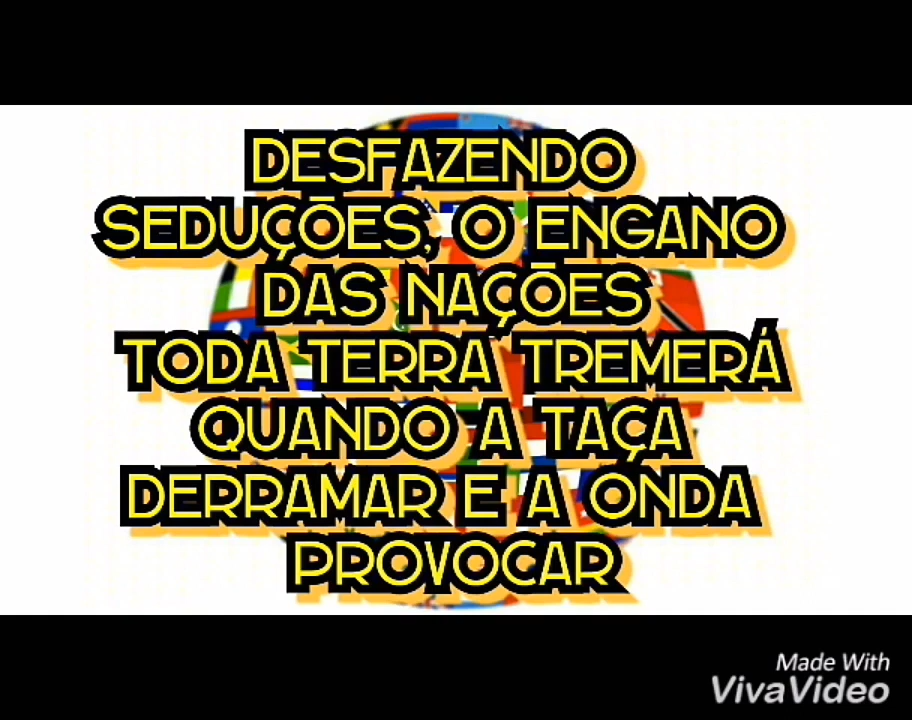 DESFAZENDO
SEDUÇÕES, O ENGANO
DAS NAÇÕES
TODA TERRA TREMERÁ
QUANDO A TAÇA
DERRAMAR E A ONDA
PROVOCAR
Made With
VivaVideo